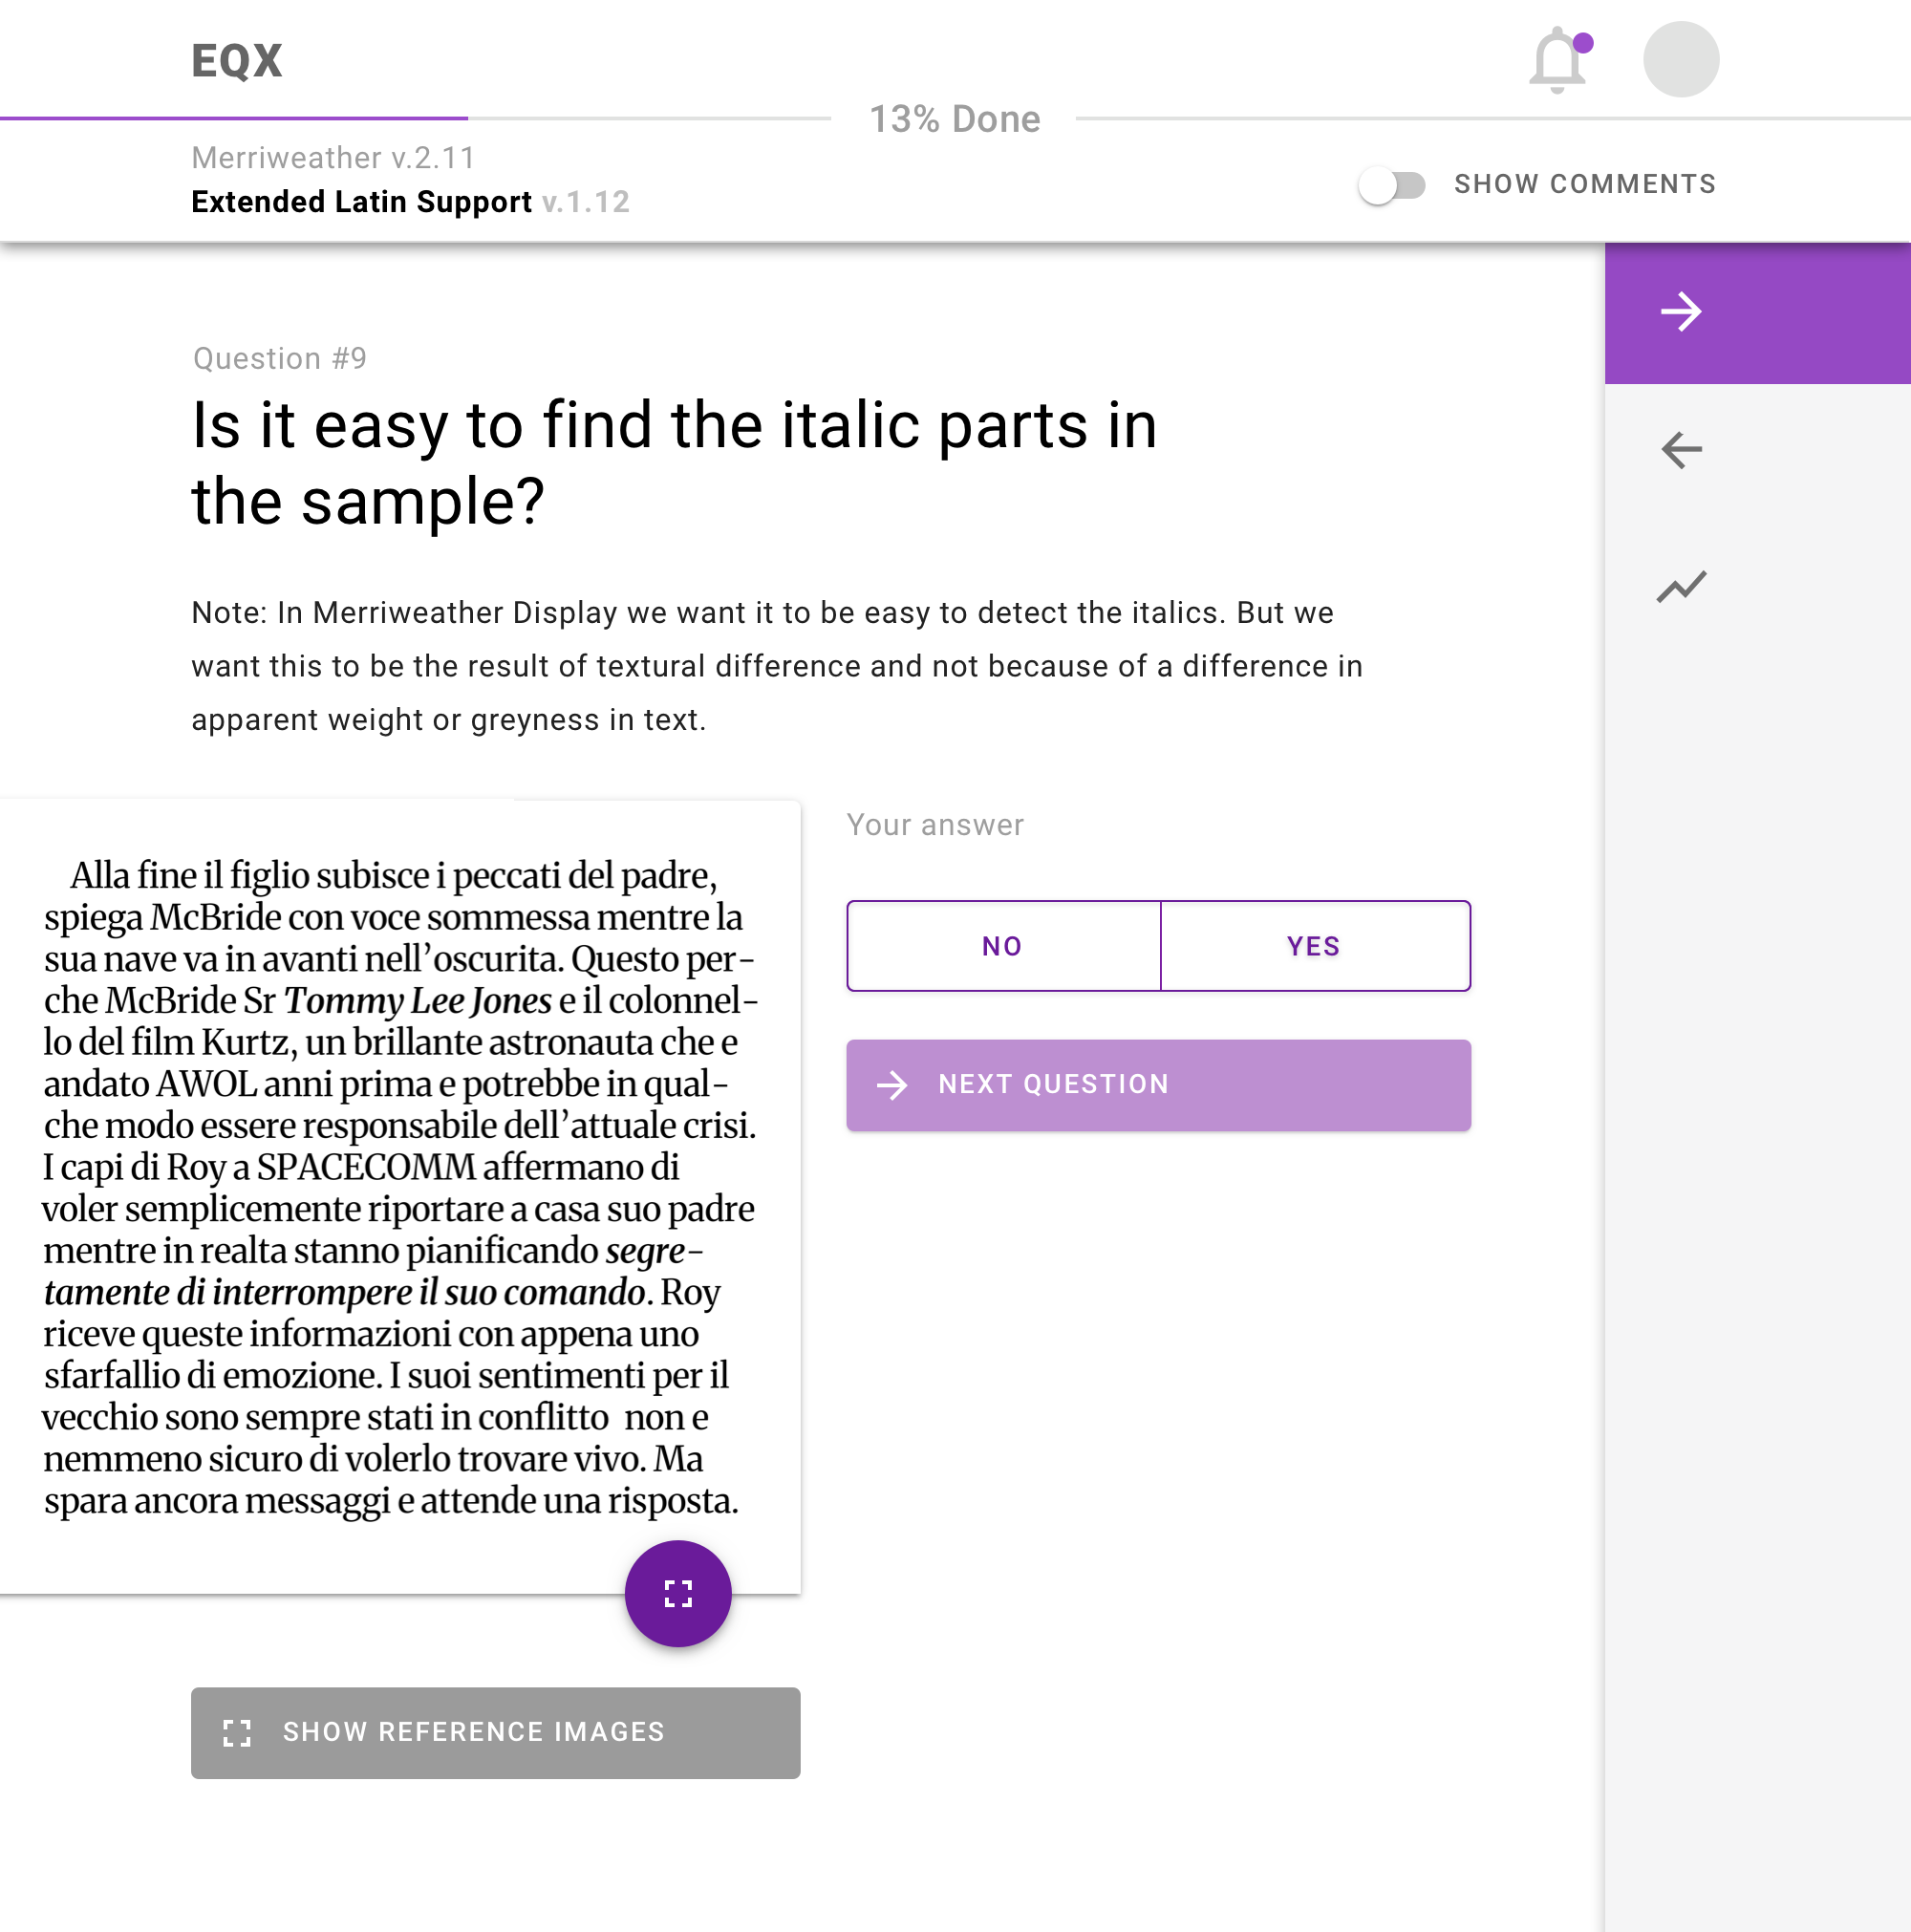 EQX
13% Done
Merriweather v.2.11
Extended Latin Support v.1.12
SHOW COMMENTS
Question #9
Is it easy to find the italic parts in
the sample?
Note: In Merriweather Display we want it to be easy to detect the italics. But we
want this to be the result of textural difference and not because of a difference in
apparent weight or greyness in text.
Alla fine il figlio subisce i peccati del padre,
spiega McBride con voce sommessa mentre la
sua nave va in avanti nell’oscurita. Questo per-
che McBride Sr Tommy Lee Jones e il colonnel-
lo del film Kurtz, un brillante astronauta che e
andato AWOL anni prima e potrebbe in qual-
che modo essere responsabile dell’attuale crisi.
I capi di Roy a SPACECOMM affermano di
voler semplicemente riportare a casa suo padre
mentre in realta stanno pianificando segre-
tamente di interrompere il suo comando. Roy
riceve queste informazioni con appena uno
sfarfallio di emozione. I suoi sentimenti per il
vecchio sono sempre stati in conflitto  non e
nemmeno sicuro di volerlo trovare vivo. Ma
spara ancora messaggi e attende una risposta.
Your answer
NO
YES
NEXT QUESTION
SHOW REFERENCE IMAGES